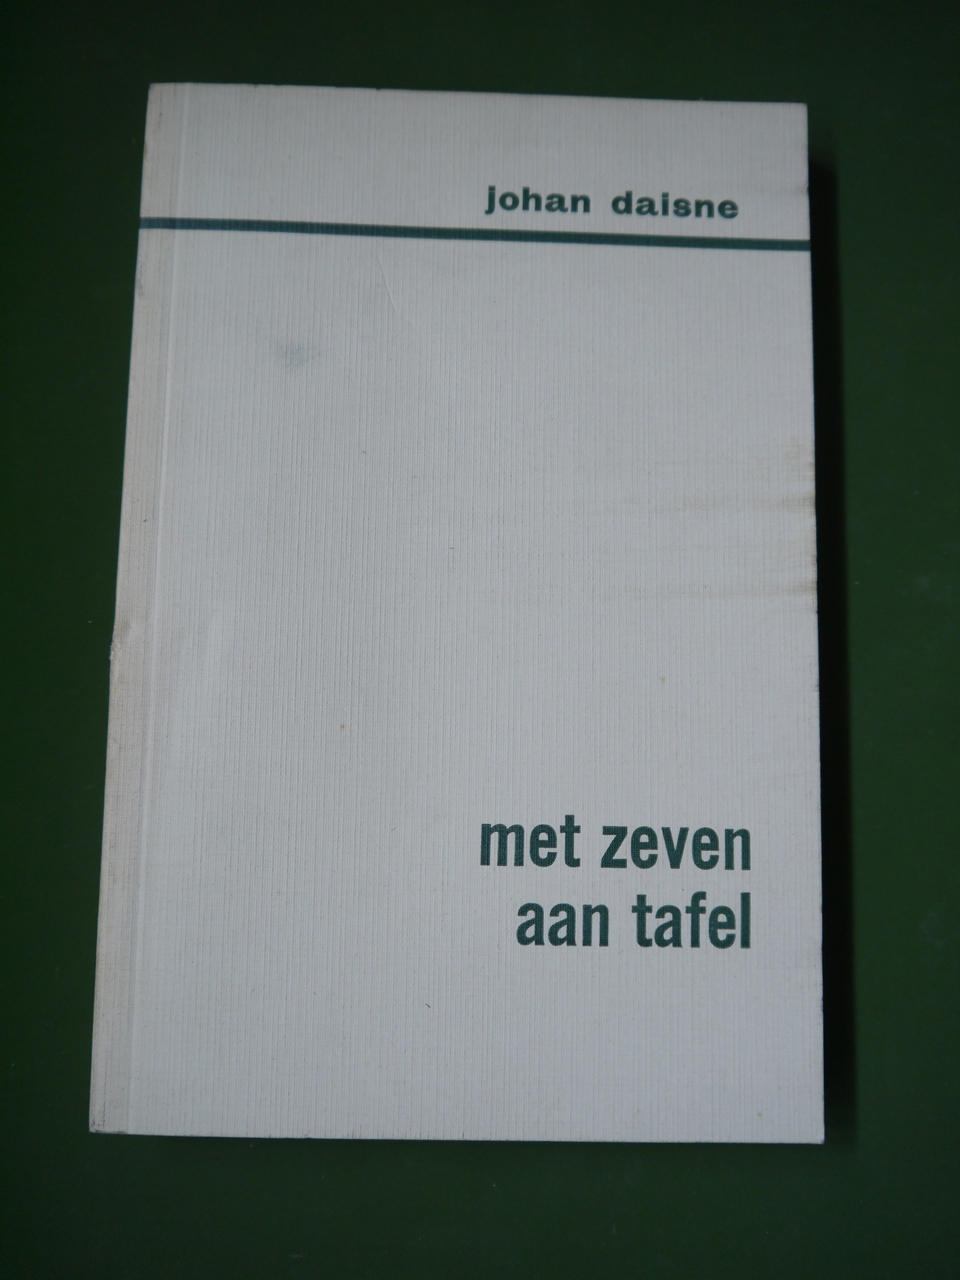 johan daisne
met zeven
aan tafel